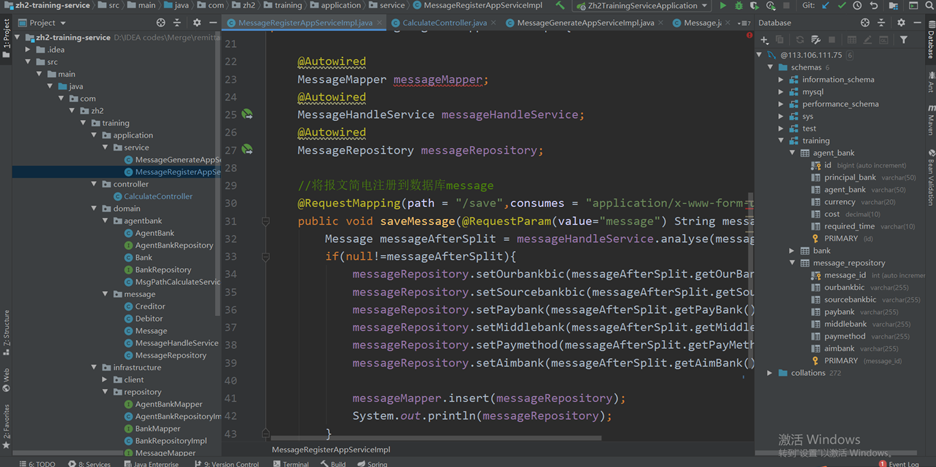 zh2-training-service
src
main
java
com
zh2
training
application
service
MessageRegisterAppServiceImpl
Zh2TrainingServiceApplication
Git:
Project
MessageRegisterAppServiceImpl.java
CalculateController.java
MessageGenerateAppServiceImpl.java
Message.j
Database
1: Project
7: Structure
Web
2: Favorites
zh2-training-service D:\IDEA codes\Merge\remitta
.idea
src
main
java
com
zh2
training
application
service
MessageGenerateAppS
MessageRegisterAppSe
controller
CalculateController
domain
agentbank
AgentBank
AgentBankRepository
Bank
BankRepository
MsgPathCalculateServic
message
Creditor
Debitor
Message
MessageHandleService
MessageRepository
infrastructure
client
repository
AgentBankMapper
AgentBankRepositoryIm
BankMapper
BankRepositoryImpl
MessageMapper
21
22 @Autowired
23 MessageMapper messageMapper;
24 @Autowired
25 MessageHandleService messageHandleService;
26 @Autowired
27 MessageRepository messageRepository;
28
29 //将报文简电注册到数据库message
30 @RequestMapping(path = "/save",consumes = "application/x-www-form-
31 public void saveMessage(@RequestParam(value="message") String messa
32 Message messageAfterSplit = messageHandleService.analyse(messag
33 if(null!=messageAfterSplit){
34 messageRepository.setOurbankbic(messageAfterSplit.getOurBan
35 messageRepository.setSourcebankbic(messageAfterSplit.getSou
36 messageRepository.setPaybank(messageAfterSplit.getPayBank()
37 messageRepository.setMiddlebank(messageAfterSplit.getMiddle
38 messageRepository.setPaymethod(messageAfterSplit.getPayMeth
39 messageRepository.setAimbank(messageAfterSplit.getAimBank()
40
41 messageMapper.insert(messageRepository);
42 System.out.println(messageRepository);
43 }
MessageRegisterAppServiceImpl
@113.106.111.75 6
schemas 6
information_schema
mysql
performance_schema
sys
test
training
agent_bank
id bigint (auto increment)
principal_bank varchar(50)
agent_bank varchar(50)
currency varchar(20)
cost decimal(10)
required_time varchar(10)
PRIMARY (id)
bank
message_repository
message_id int (auto incremen
ourbankbic varchar(255)
sourcebankbic varchar(255)
paybank varchar(255)
middlebank varchar(255)
paymethod varchar(255)
aimbank varchar(255)
PRIMARY (message_id)
collations 272
Database
Ant
Maven
Bean Validation
激活 Windows
转到"设置"以激活 Windows。
6: TODO
8: Services
Java Enterprise
9: Version Control
Terminal
Build
Spring
1 Event Log